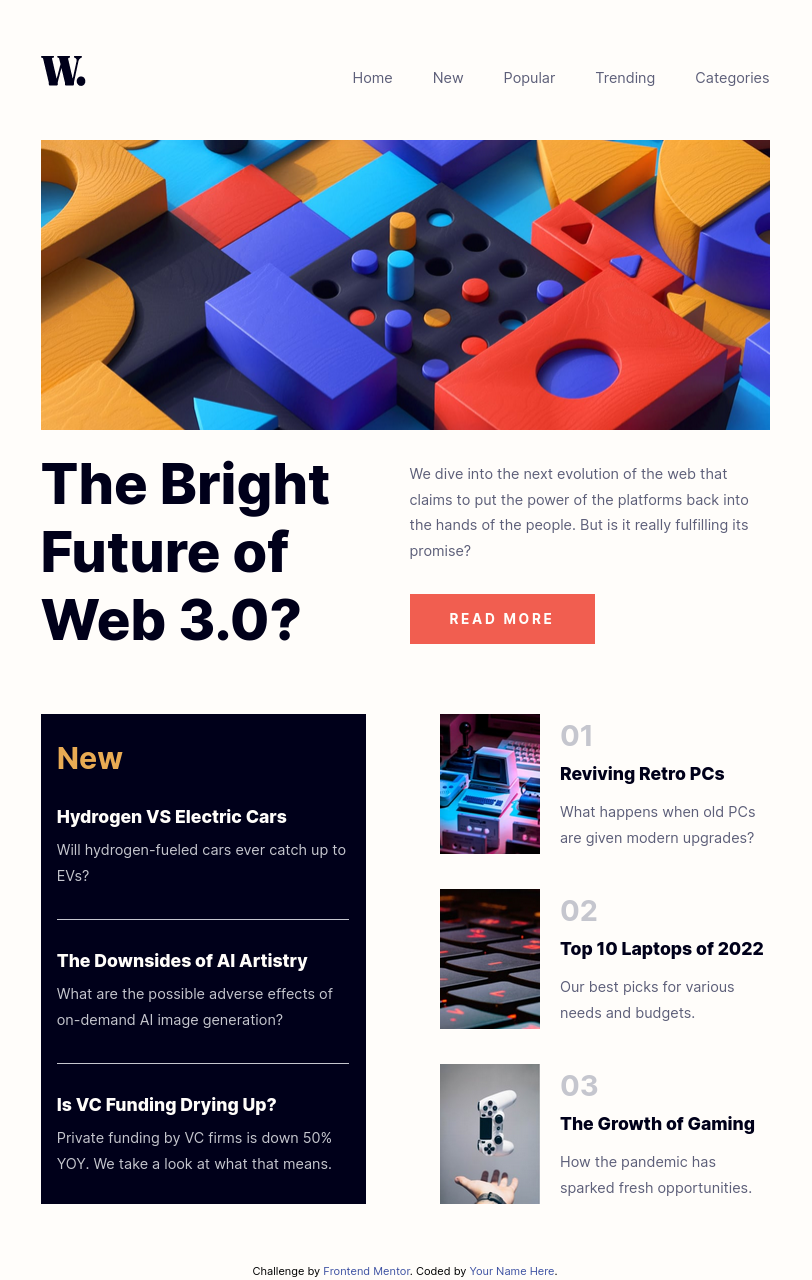 W.
Home New Popular Trending Categories
The Bright
Future of
Web 3.0?
We dive into the next evolution of the web that
claims to put the power of the platforms back into
the hands of the people. But is it really fulfilling its
promise?
READ MORE
New
Hydrogen VS Electric Cars
Will hydrogen-fueled cars ever catch up to
EVs?
The Downsides of AI Artistry
What are the possible adverse effects of
on-demand AI image generation?
Is VC Funding Drying Up?
Private funding by VC firms is down 50%
YOY. We take a look at what that means.
01
Reviving Retro PCs
What happens when old PCs
are given modern upgrades?
02
Top 10 Laptops of 2022
Our best picks for various
needs and budgets.
03
The Growth of Gaming
How the pandemic has
sparked fresh opportunities.
Challenge by Frontend Mentor. Coded by Your Name Here.